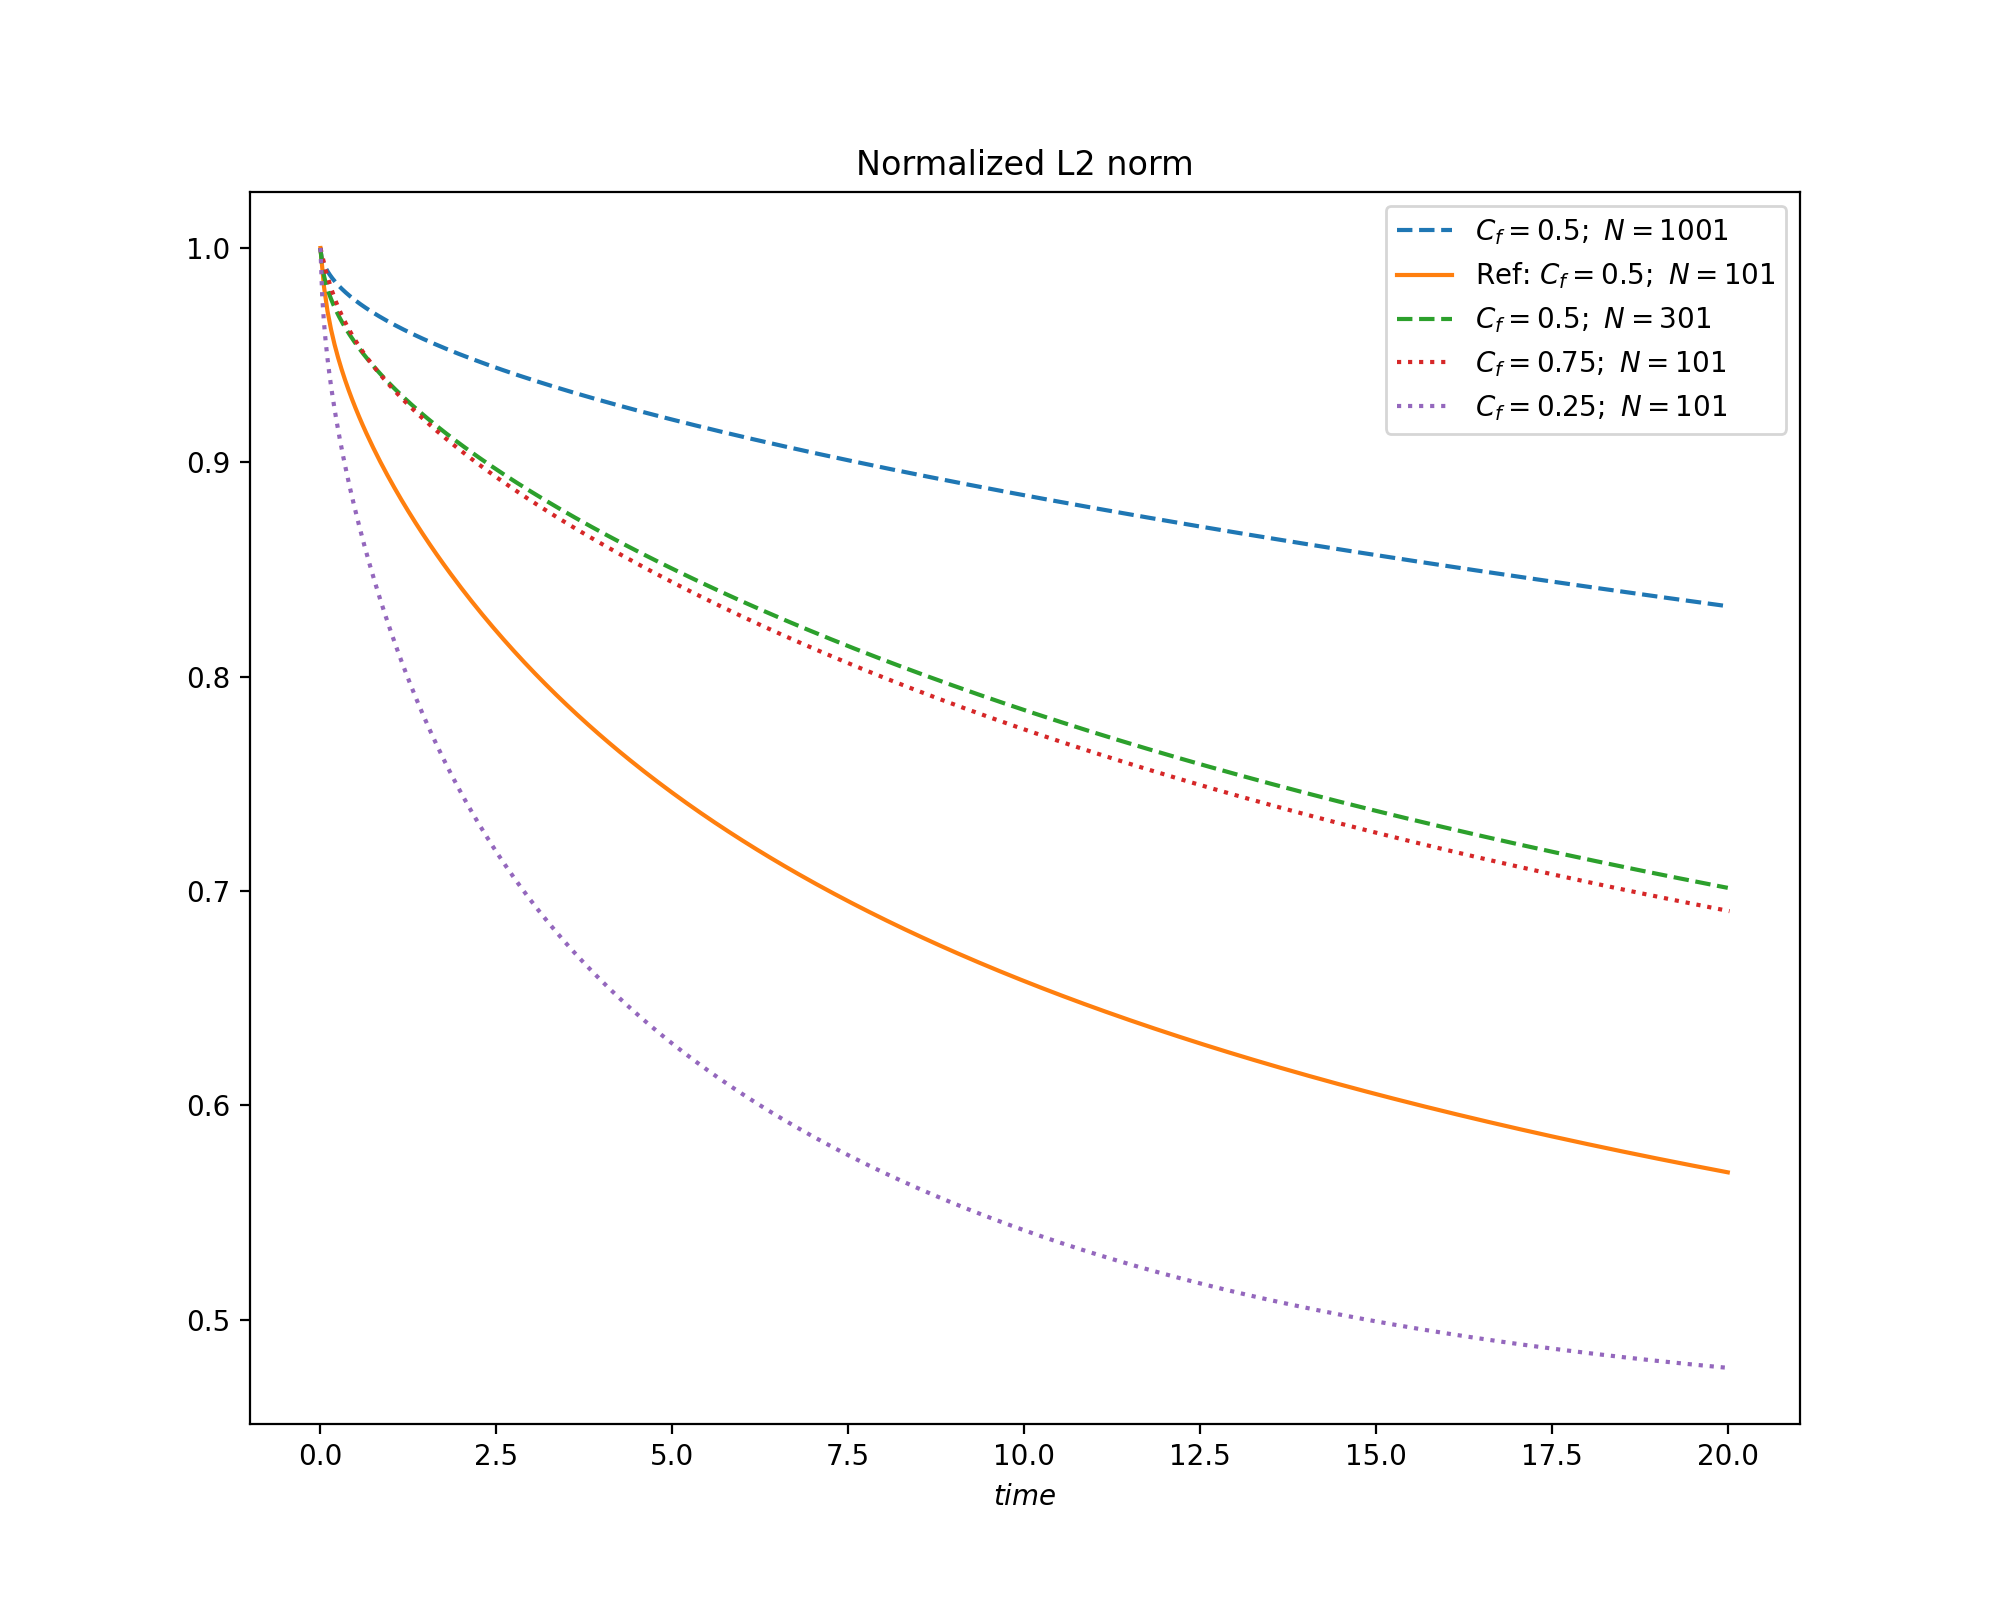 Normalized L2 norm
C_f = 0.5; N = 1001
Ref: C_f = 0.5; N = 101
C_f = 0.5; N = 301
C_f = 0.75; N = 101
C_f = 0.25; N = 101
1.0
0.9
0.8
0.7
0.6
0.5
0.0 2.5 5.0 7.5 10.0 12.5 15.0 17.5 20.0
time